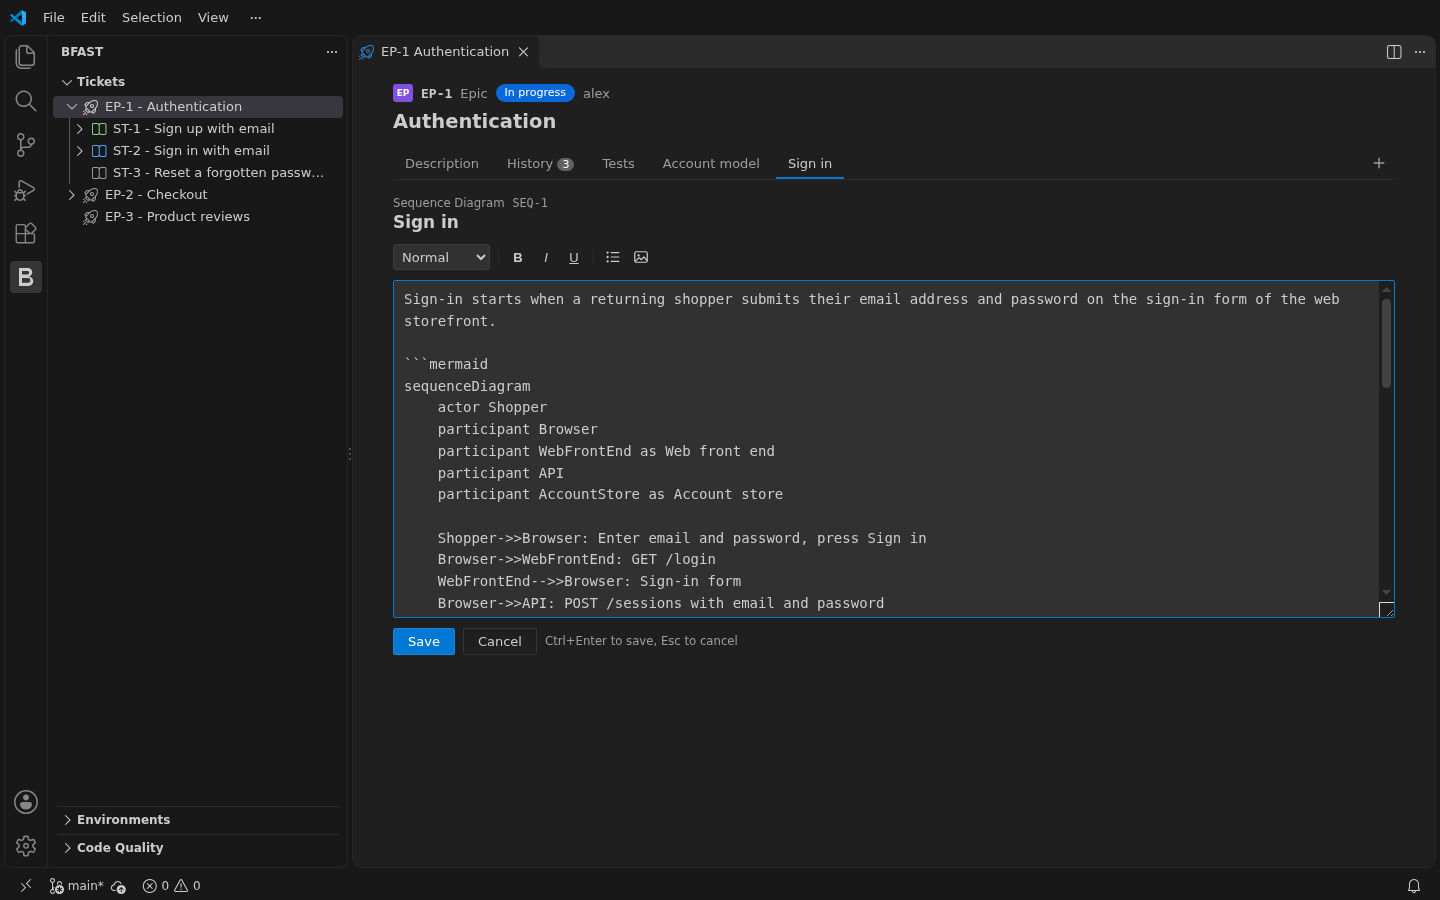 File Edit Selection View ...
BFAST ...
EP-1 Authentication
Tickets
EP-1 - Authentication
ST-1 - Sign up with email
ST-2 - Sign in with email
ST-3 - Reset a forgotten passw...
EP-2 - Checkout
EP-3 - Product reviews
B
Environments
Code Quality
EP EP-1 Epic In progress alex
Authentication
Description History 3 Tests Account model Sign in +
Sequence Diagram SEQ-1
Sign in
Normal B I U
Sign-in starts when a returning shopper submits their email address and password on the sign-in form of the web
storefront.
```mermaid
sequenceDiagram
    actor Shopper
    participant Browser
    participant WebFrontEnd as Web front end
    participant API
    participant AccountStore as Account store
    Shopper->>Browser: Enter email and password, press Sign in
    Browser->>WebFrontEnd: GET /login
    WebFrontEnd-->>Browser: Sign-in form
    Browser->>API: POST /sessions with email and password
Save Cancel Ctrl+Enter to save, Esc to cancel
main* 0 0